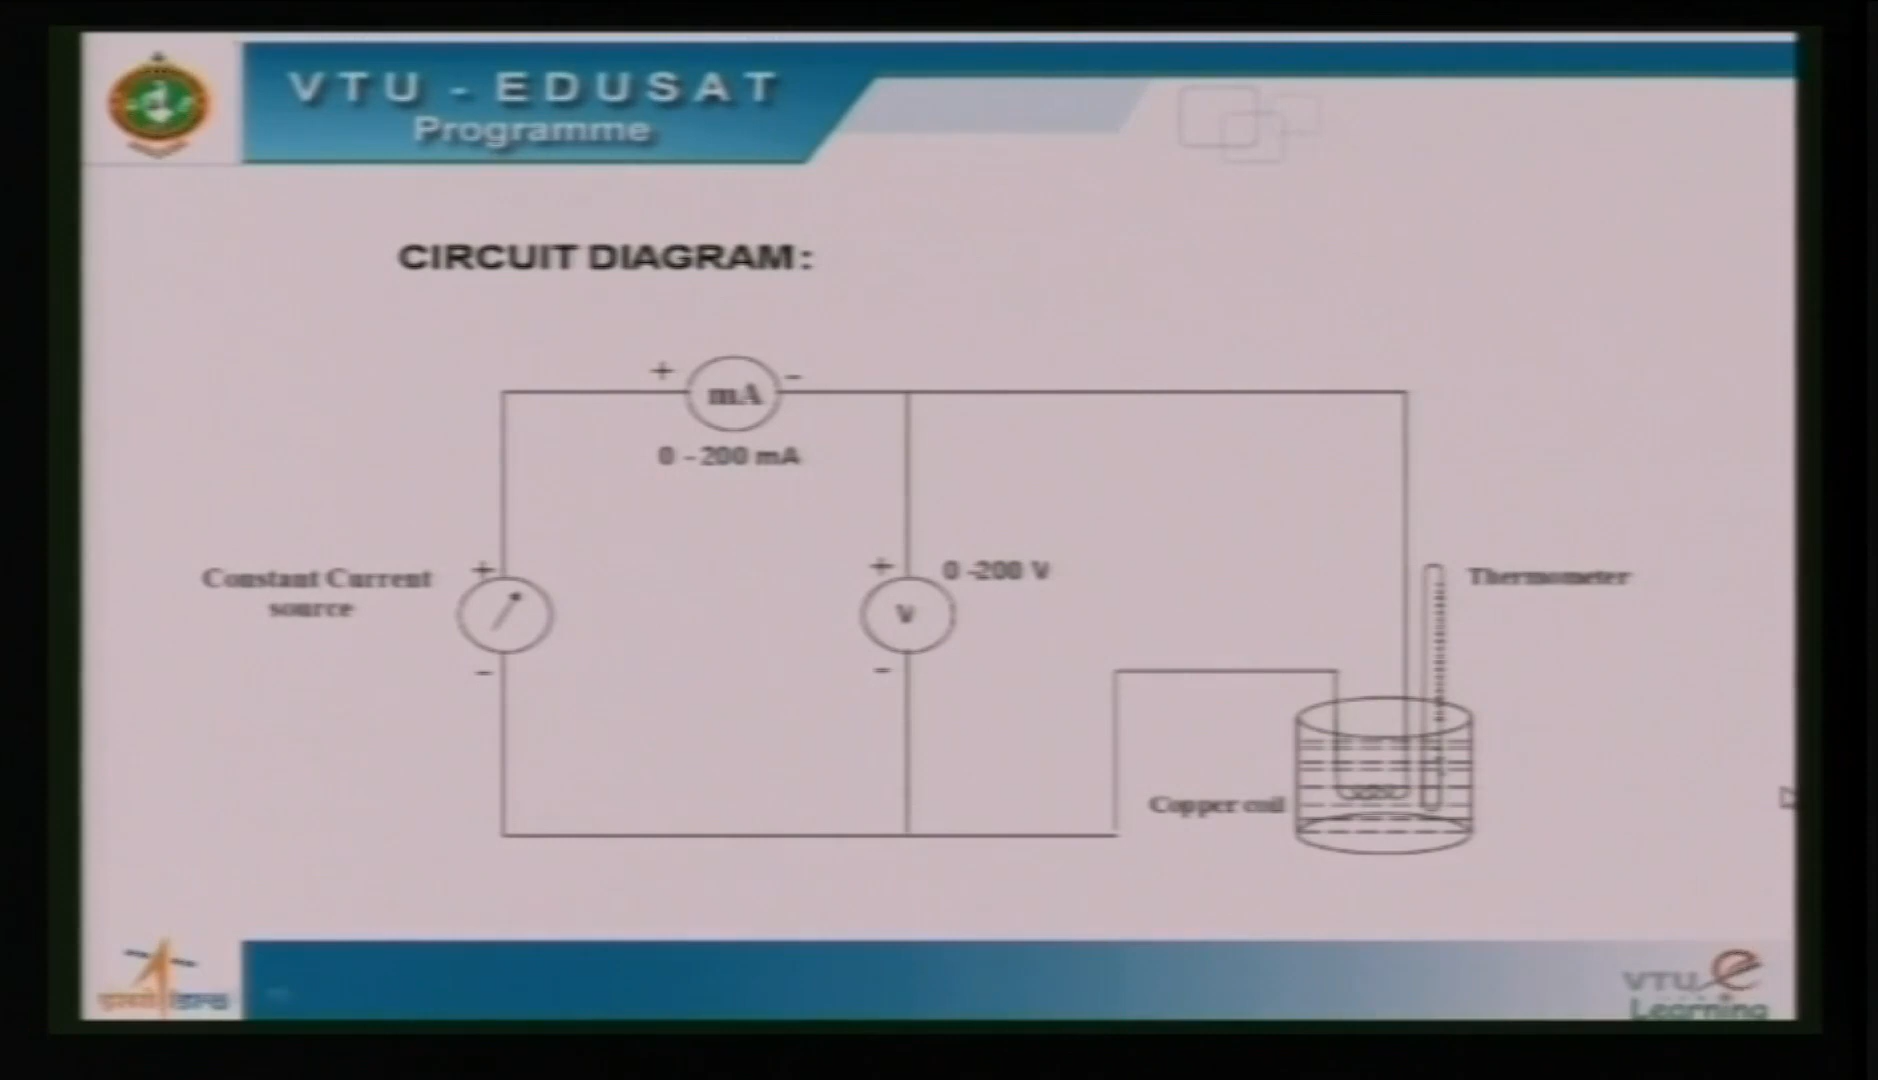 VTU - EDUSAT
Programme
CIRCUIT DIAGRAM:
+
mA
-
0 - 200 mA
Constant Current
source
+
-
+
0 -200 V
V
-
Thermometer
Copper coil
VTU e
Learning